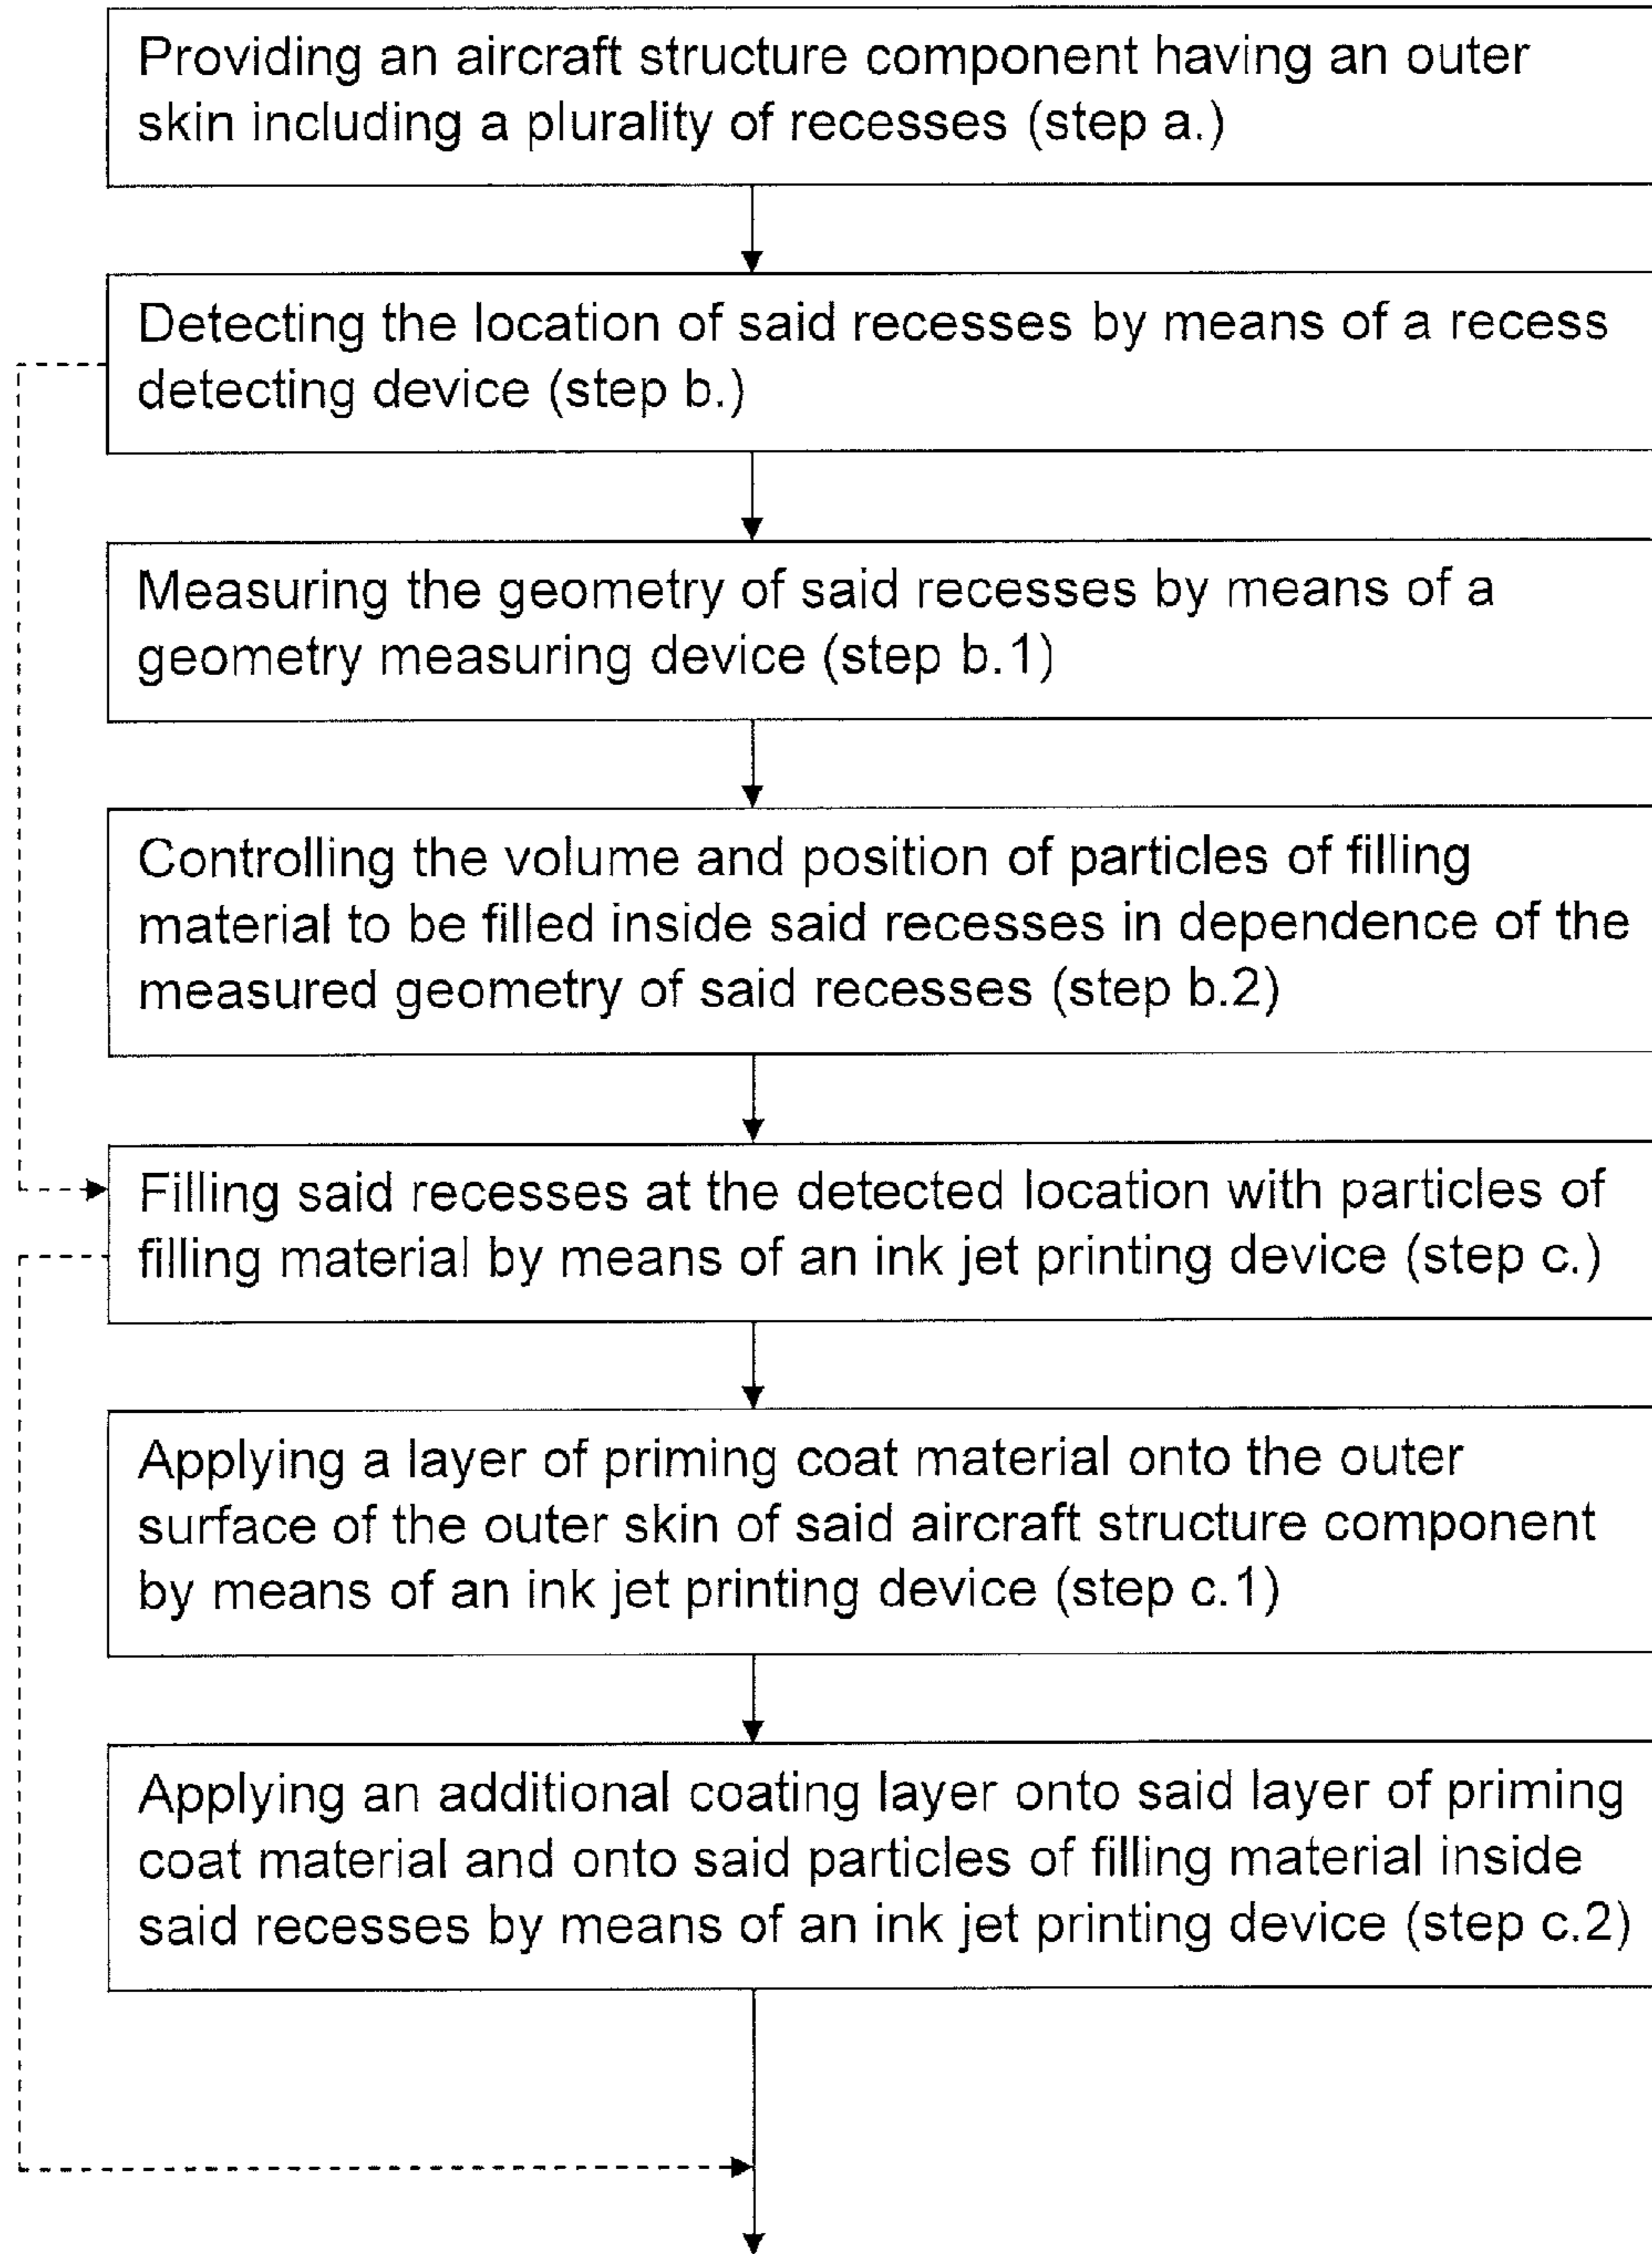 Providing an aircraft structure component having an outer
skin including a plurality of recesses (step a.)
Detecting the location of said recesses by means of a recess
detecting device (step b.)
Measuring the geometry of said recesses by means of a
geometry measuring device (step b.1)
Controlling the volume and position of particles of filling
material to be filled inside said recesses in dependence of the
measured geometry of said recesses (step b.2)
Filling said recesses at the detected location with particles of
filling material by means of an ink jet printing device (step c.)
Applying a layer of priming coat material onto the outer
surface of the outer skin of said aircraft structure component
by means of an ink jet printing device (step c.1)
Applying an additional coating layer onto said layer of priming
coat material and onto said particles of filling material inside
said recesses by means of an ink jet printing device (step c.2)